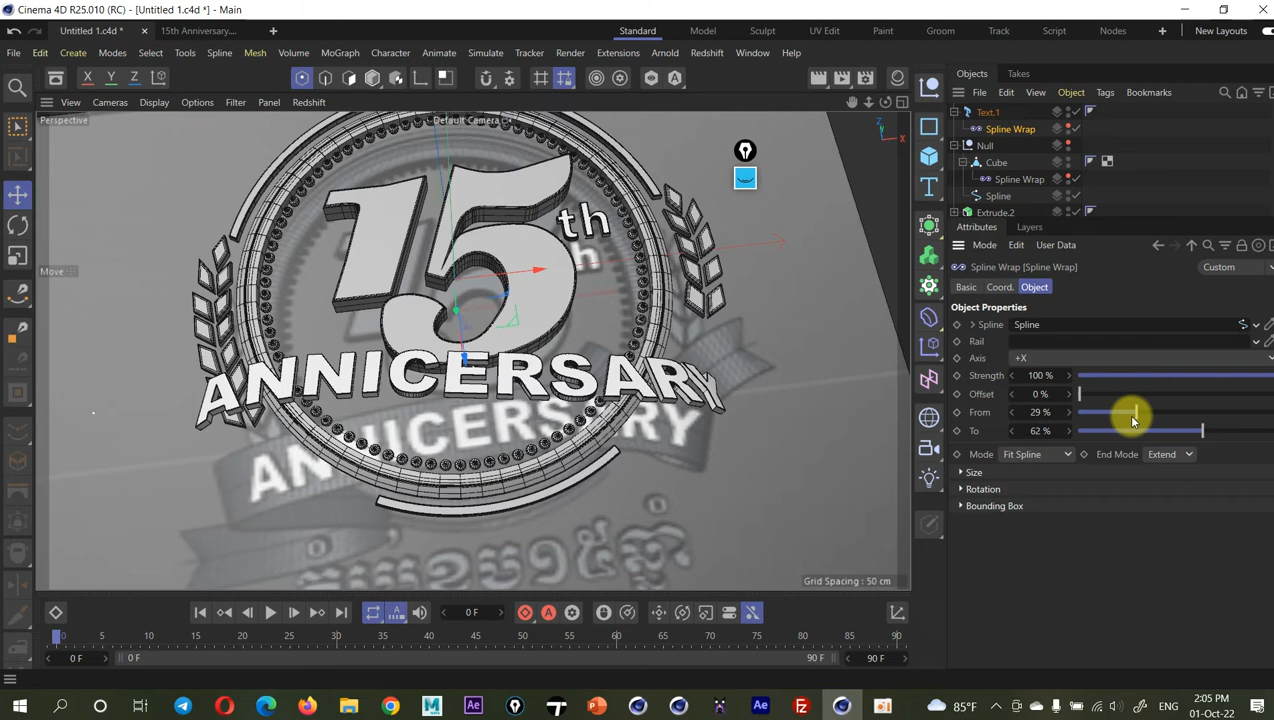 Cinema 4D R25.010 (RC) - [Untitled 1.c4d *] - Main
Untitled 1.c4d *
15th Anniversary....
Standard
Model
Sculpt
UV Edit
Paint
Groom
Track
Script
Nodes
New Layouts
File Edit Create Modes Select Tools Spline Mesh Volume MoGraph Character Animate Simulate Tracker Render Extensions Arnold Redshift Window Help
X Y Z
Objects Takes
View Cameras Display Options Filter Panel Redshift
File Edit View Object Tags Bookmarks
Perspective
Default Camera
Z
X
Text.1
Spline Wrap
Null
Cube
Spline Wrap
Spline
Extrude.2
15th
h
Move
ANNICERSARY
ANNICERSARY
Attributes Layers
Mode Edit User Data
Spline Wrap [Spline Wrap]
Custom
Basic Coord. Object
Object Properties
Spline Spline
Rail
Axis +X
Strength 100 %
Offset 0 %
From 29 %
To 62 %
Mode Fit Spline End Mode Extend
Size
Rotation
Bounding Box
Grid Spacing : 50 cm
0 F
0 5 10 15 20 25 30 35 40 45 50 55 60 65 70 75 80 85 90
0 F 0 F 90 F 90 F
85°F
ENG
2:05 PM
01-Oct-22